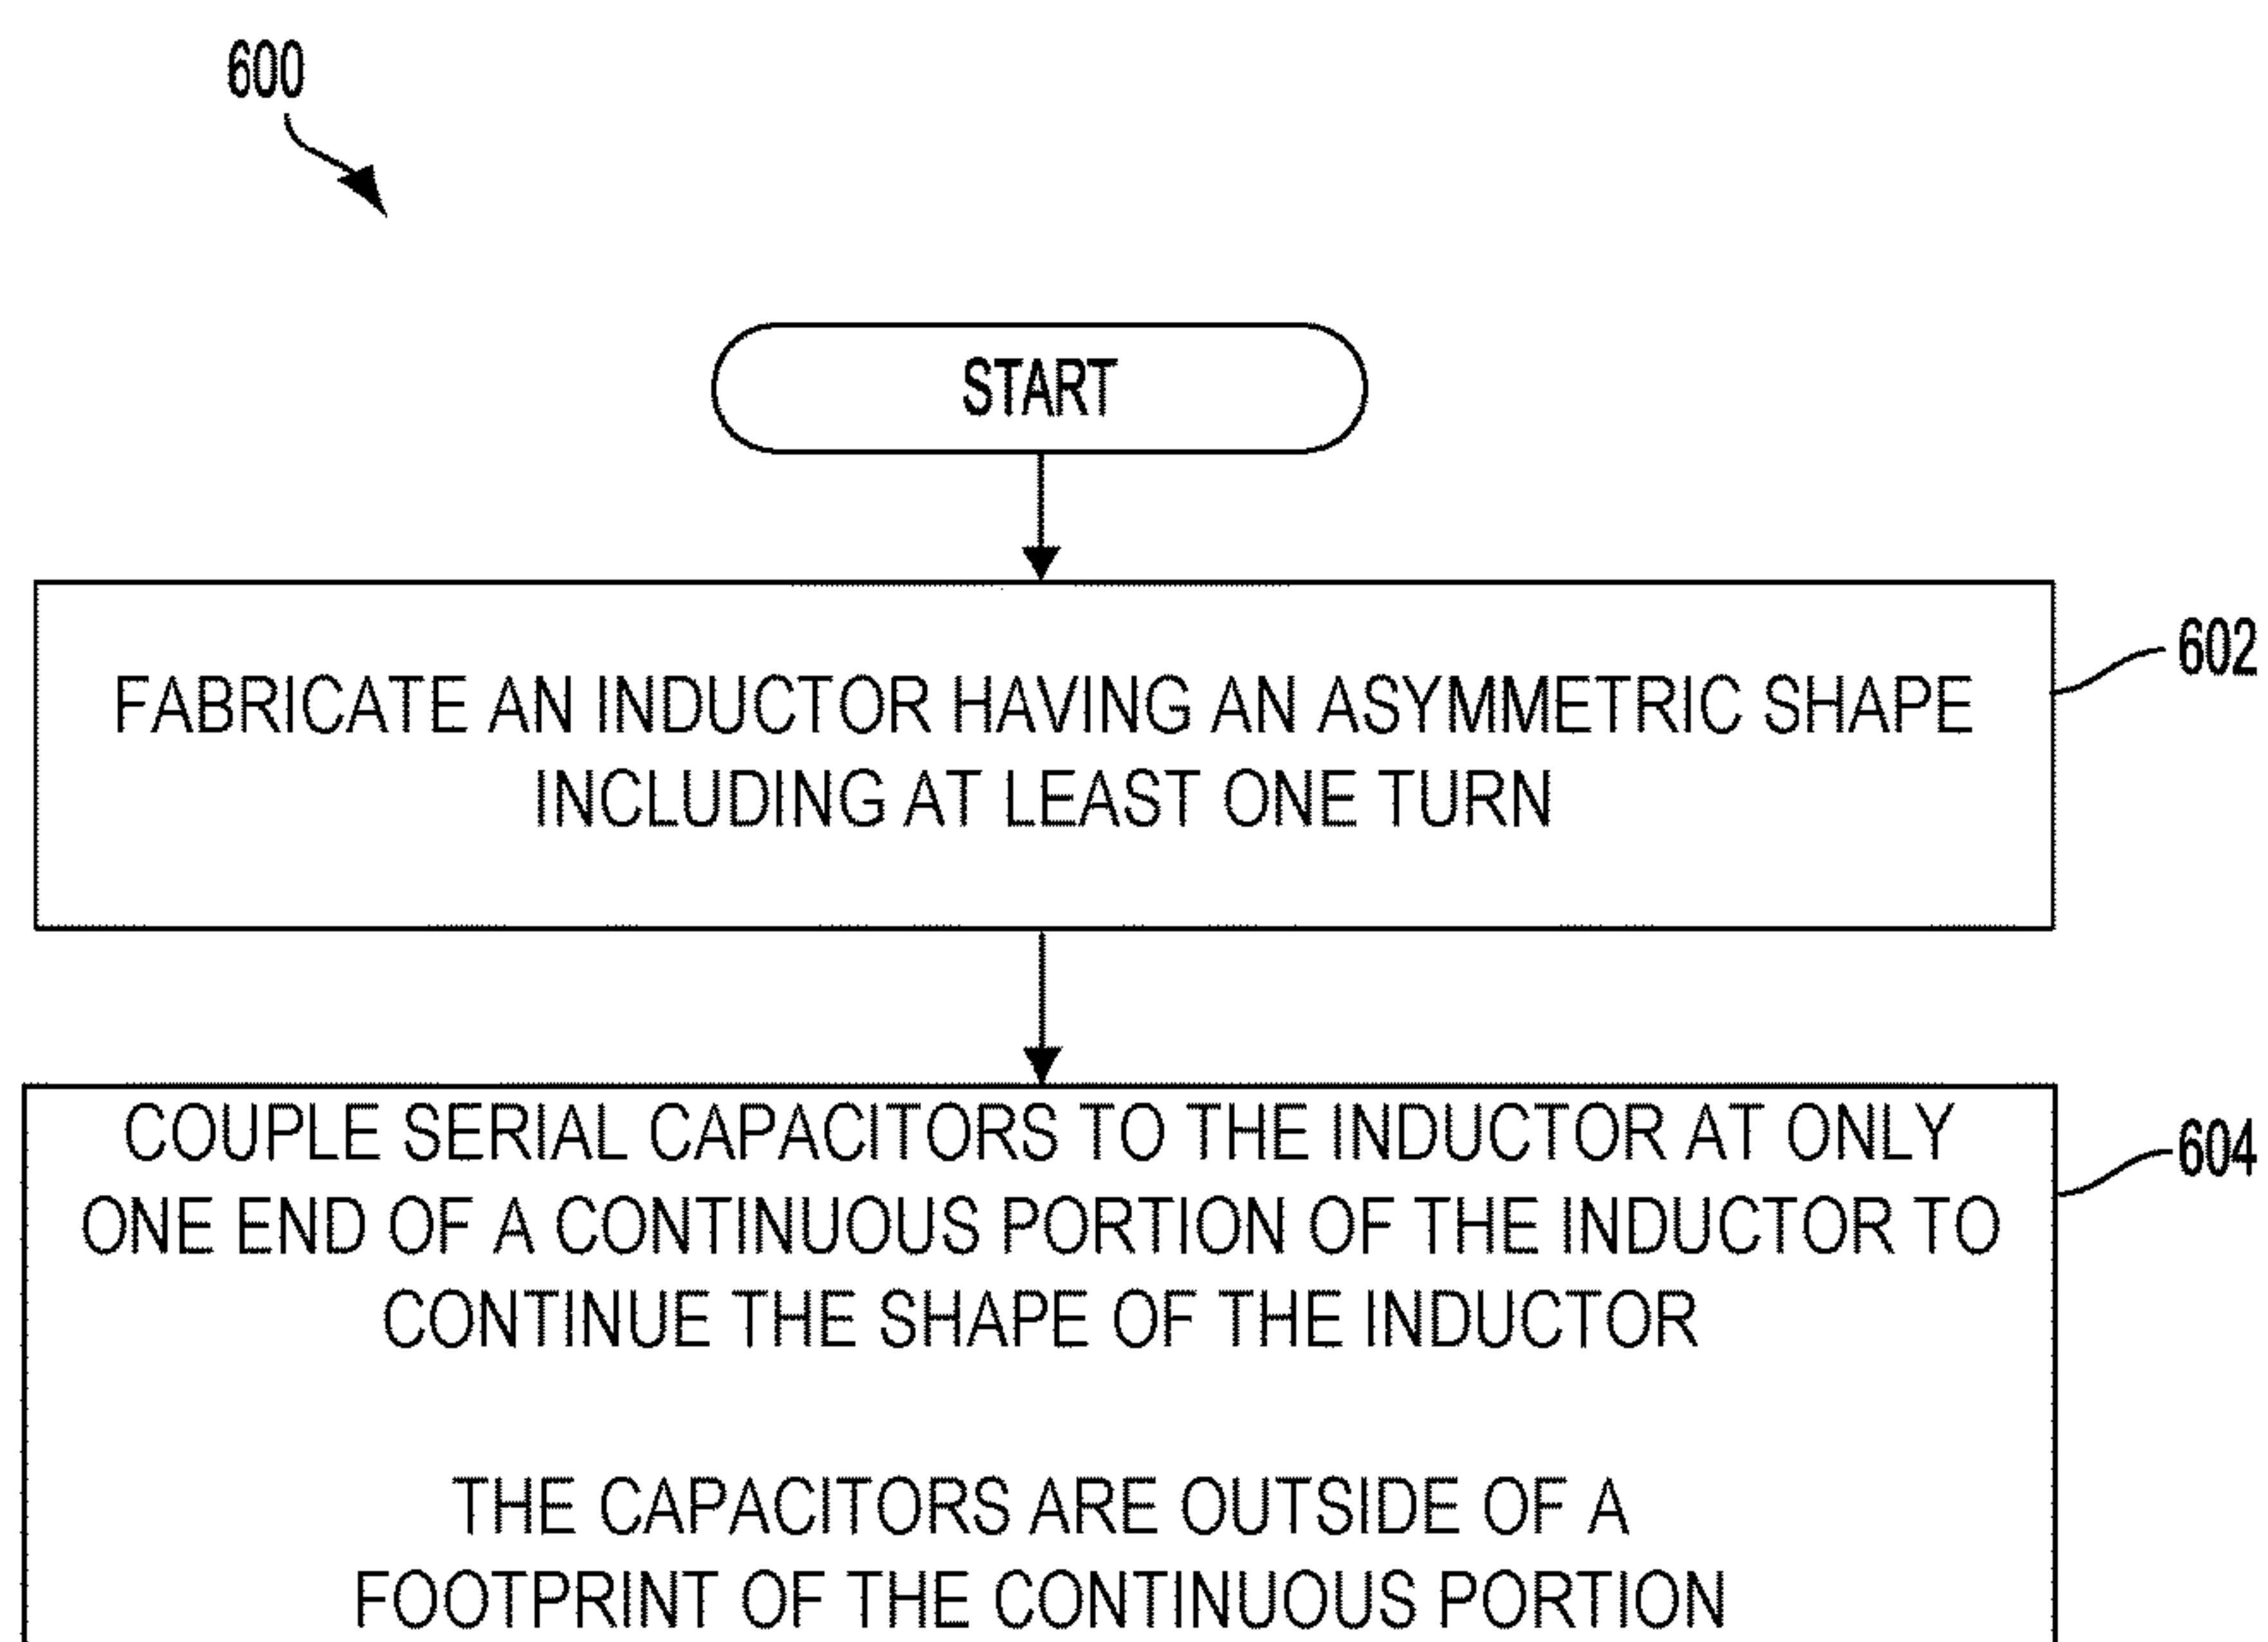 600
START
FABRICATE AN INDUCTOR HAVING AN ASYMMETRIC SHAPE
INCLUDING AT LEAST ONE TURN
602
COUPLE SERIAL CAPACITORS TO THE INDUCTOR AT ONLY
ONE END OF A CONTINUOUS PORTION OF THE INDUCTOR TO
CONTINUE THE SHAPE OF THE INDUCTOR
604
THE CAPACITORS ARE OUTSIDE OF A
FOOTPRINT OF THE CONTINUOUS PORTION